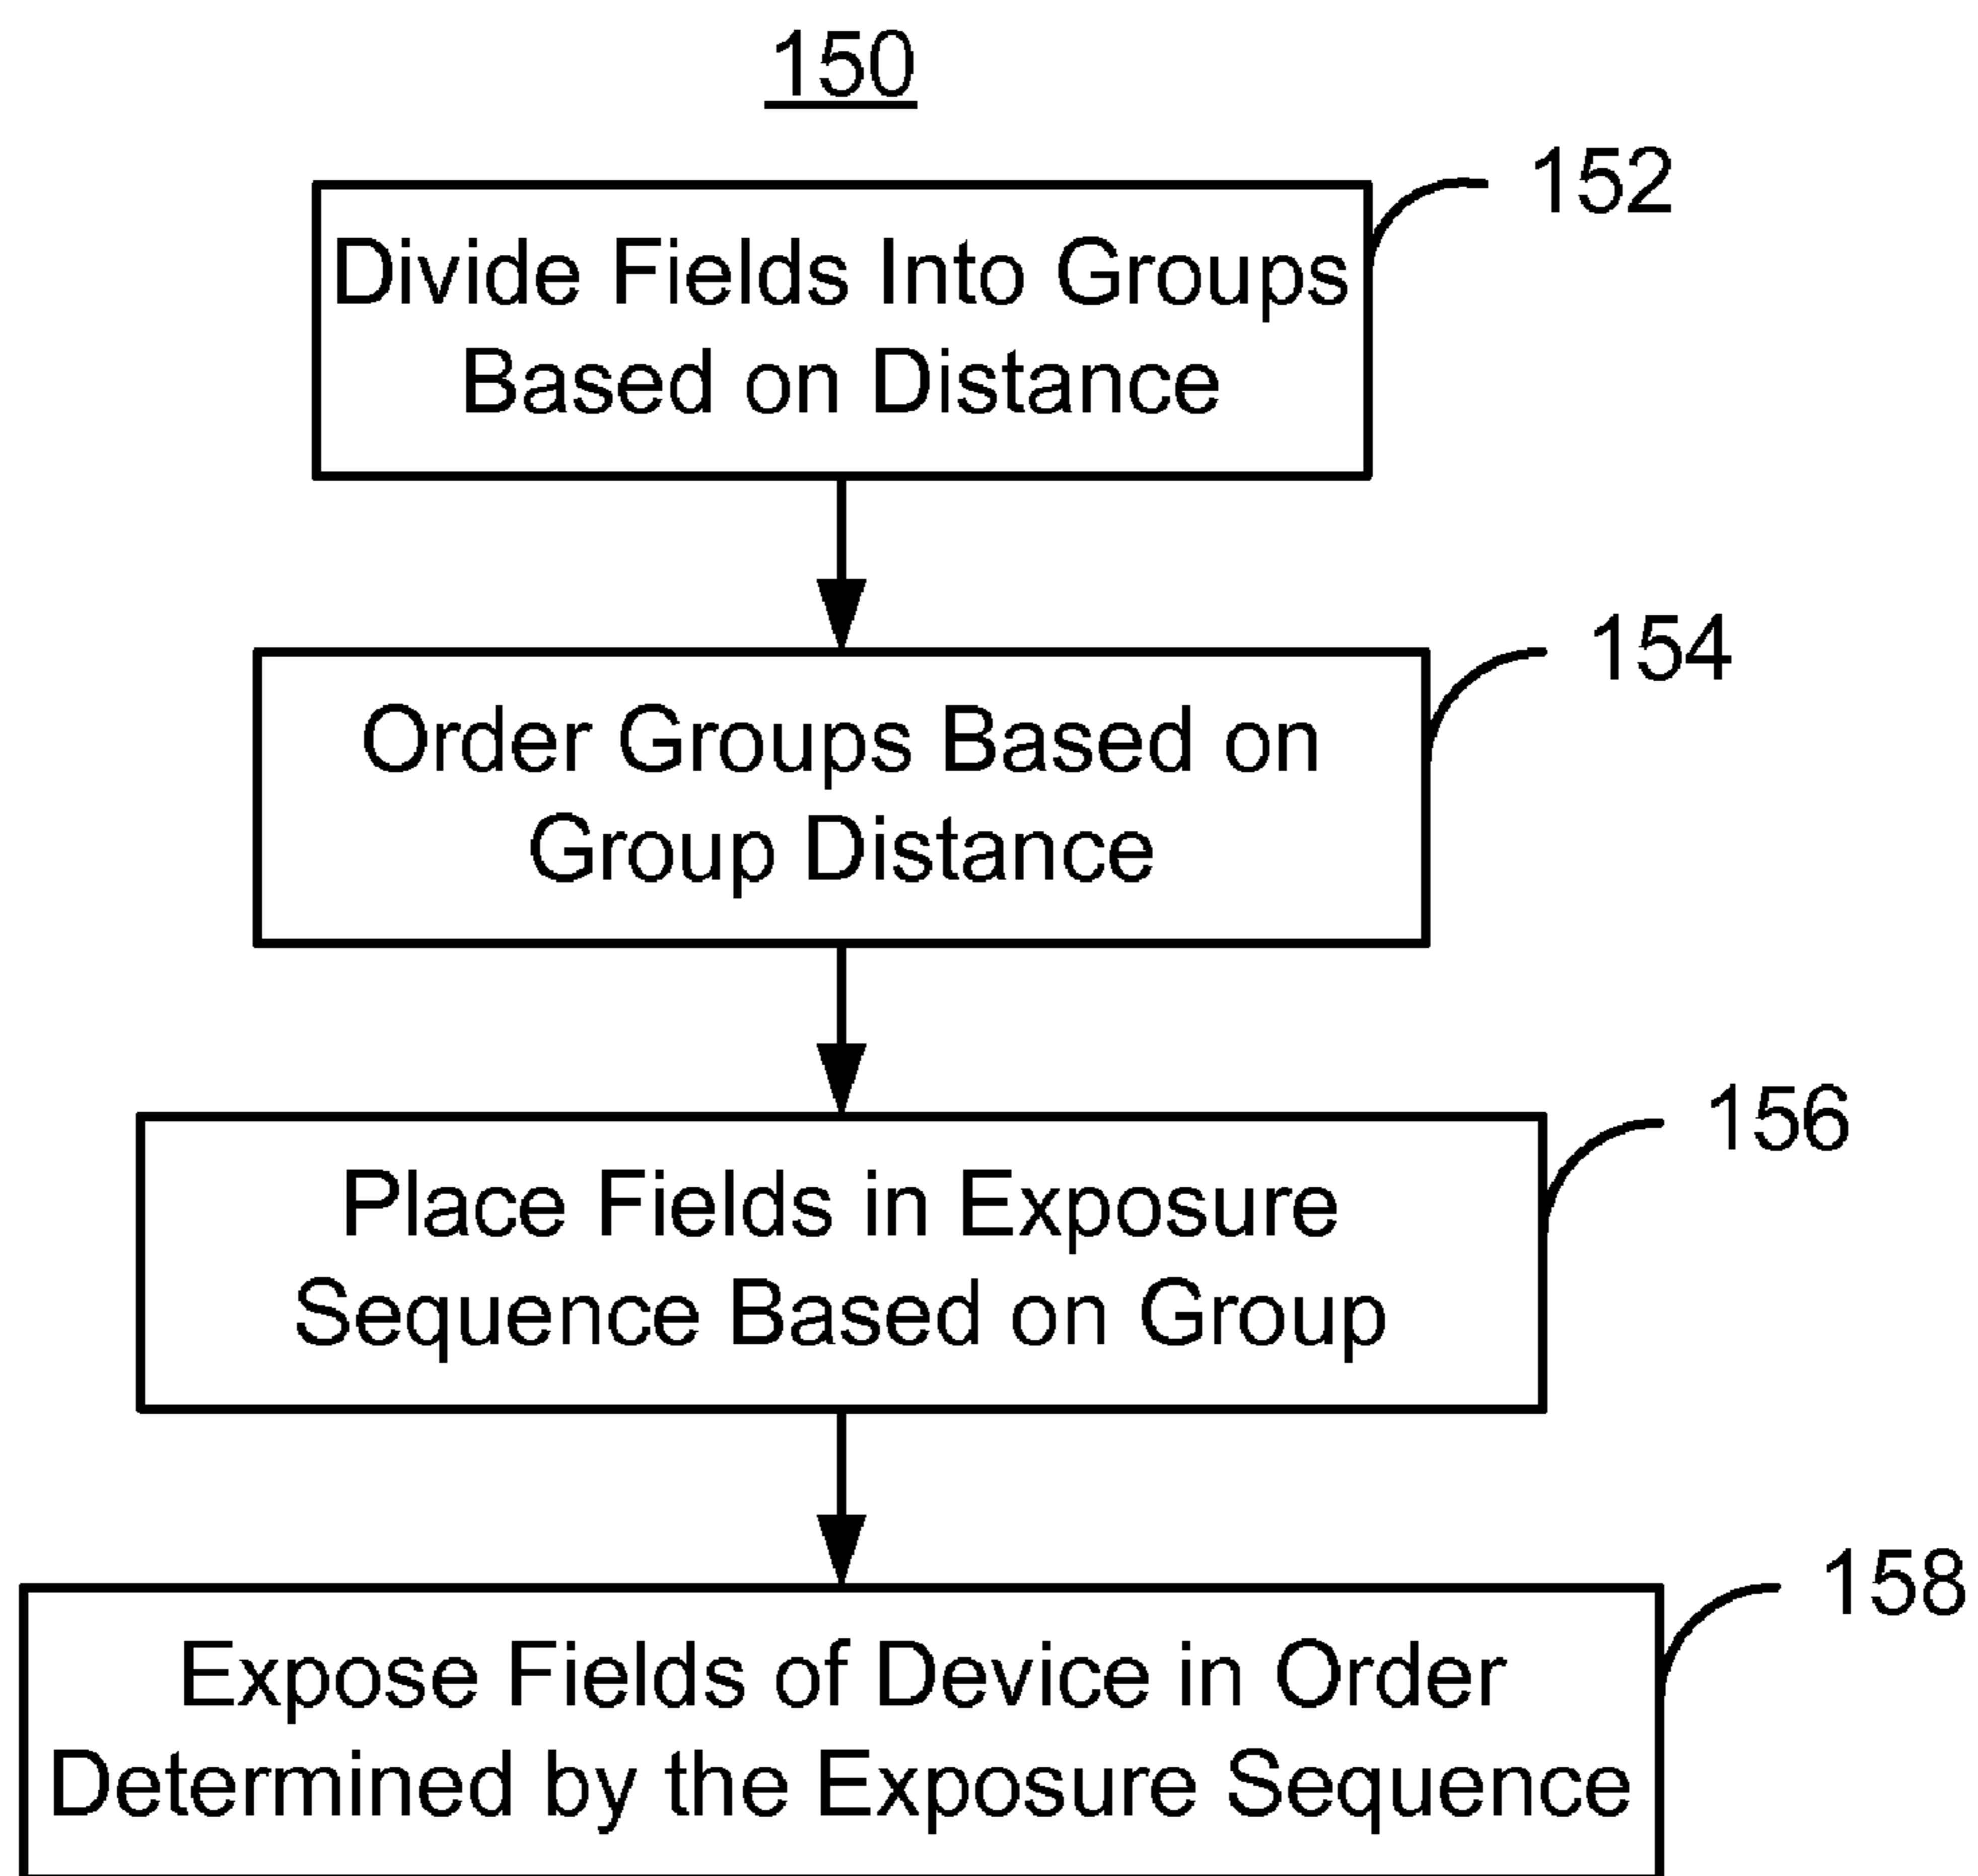 150
152
Divide Fields Into Groups
Based on Distance
154
Order Groups Based on
Group Distance
156
Place Fields in Exposure
Sequence Based on Group
158
Expose Fields of Device in Order
Determined by the Exposure Sequence